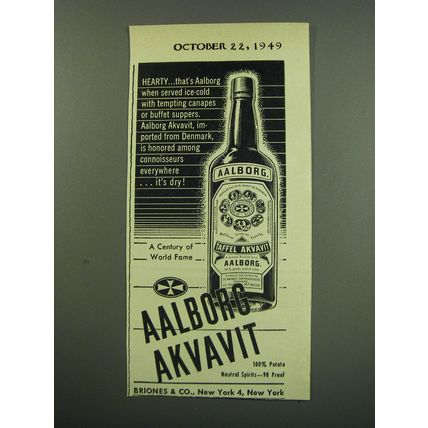 OCTOBER 22, 1949
HEARTY...that's Aalborg
when served ice-cold
with tempting canapes
or buffet suppers.
Aalborg Akvavit, im-
ported from Denmark,
is honored among
connoisseurs
everywhere
...it's dry!
AALBORG.
TAFFEL AKVAVIT
AALBORG.
A Century of
World Fame
AALBORG
AKVAVIT
100% Potato
Neutral Spirits—90 Proof
BRIONES & CO., New York 4, New York